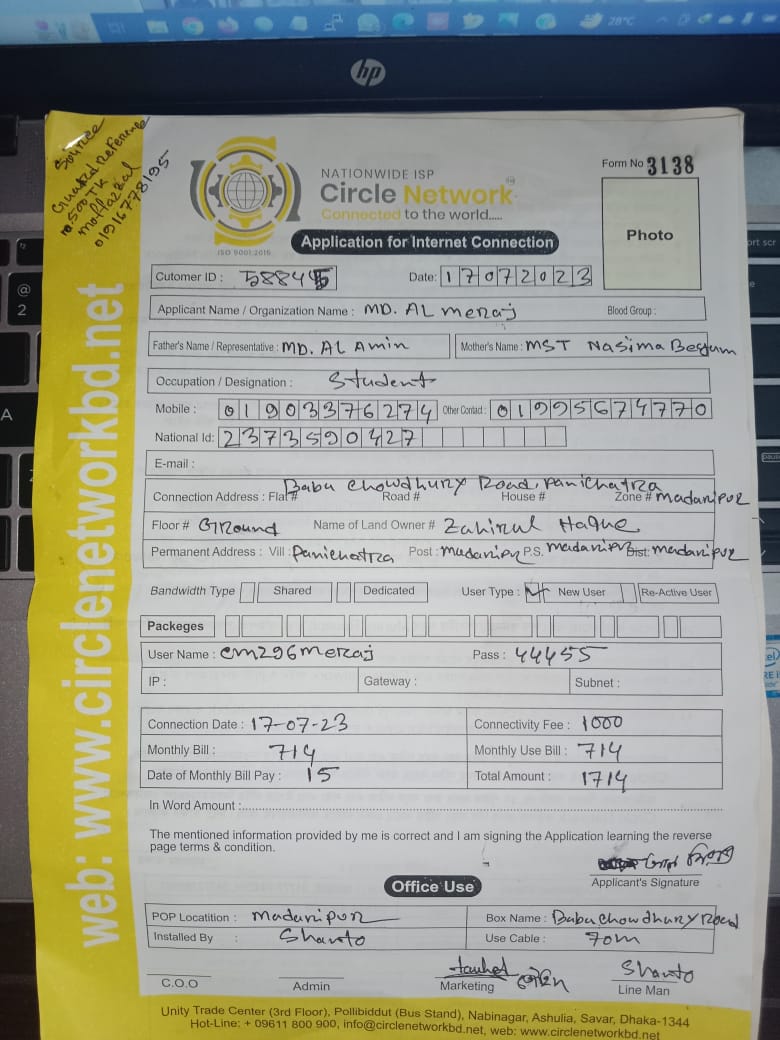 28°C
hp
Source
10.500TK
Moffazzal
01916778195
NATIONWIDE ISP
Circle Network
Connected to the world.....
ISO 9001:2015
Form No 3138
Photo
Application for Internet Connection
Cutomer ID :
Date: 17072023
Applicant Name / Organization Name : MD. AL meraj
Blood Group :
Father's Name / Representative : MD. AL Amin
Mother's Name : MST Nasima Begum
Occupation / Designation : Student
Mobile : 01903376274 Other Contact : 01995674770
National Id: 2373590427
E-mail :
Babu Chowdhury Road, Panichatra
Connection Address : Flat # Road # House # Zone # madaripur
Floor # Ground Name of Land Owner # Zahirul Haque
Permanent Address : Vill : Panichatra Post : madaripur P.S. madaripur Dist: madaripur
Bandwidth Type Shared Dedicated User Type : New User Re-Active User
Packeges
User Name : cm296meraj Pass : 44455
IP : Gateway : Subnet :
Connection Date : 17-07-23 Connectivity Fee : 1000
Monthly Bill : 714 Monthly Use Bill : 714
Date of Monthly Bill Pay : 15 Total Amount : 1714
In Word Amount :
The mentioned information provided by me is correct and I am signing the Application learning the reverse
page terms & condition.
Applicant's Signature
Office Use
POP Locatition : madaripur Box Name : Babu Chowdhury Road
Installed By : Shanto Use Cable : 70m
Shanto
C.O.O Admin Marketing Line Man
Unity Trade Center (3rd Floor), Pollibiddut (Bus Stand), Nabinagar, Ashulia, Savar, Dhaka-1344
Hot-Line: + 09611 800 900, info@circlenetworkbd.net, web: www.circlenetworkbd.net
web: www.circlenetworkbd.net